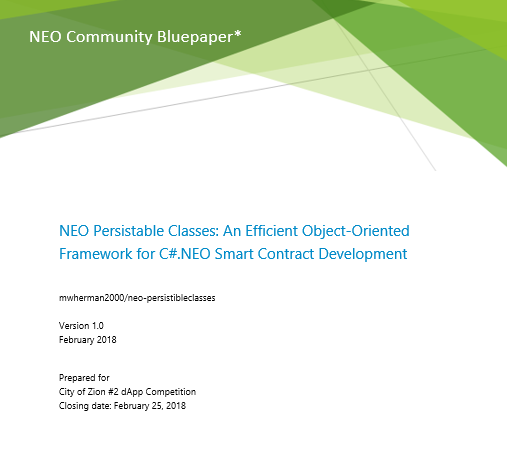 NEO Community Bluepaper*
NEO Persistable Classes: An Efficient Object-Oriented
Framework for C#.NEO Smart Contract Development
mwherman2000/neo-persistibleclasses
Version 1.0
February 2018
Prepared for
City of Zion #2 dApp Competition
Closing date: February 25, 2018